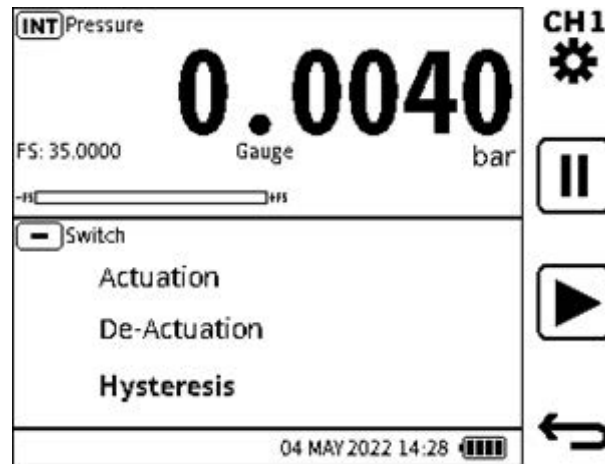 INT Pressure
CH1
0.0040
FS: 35.0000 Gauge bar
-FS +FS
Switch
Actuation
De-Actuation
Hysteresis
04 MAY 2022 14:28